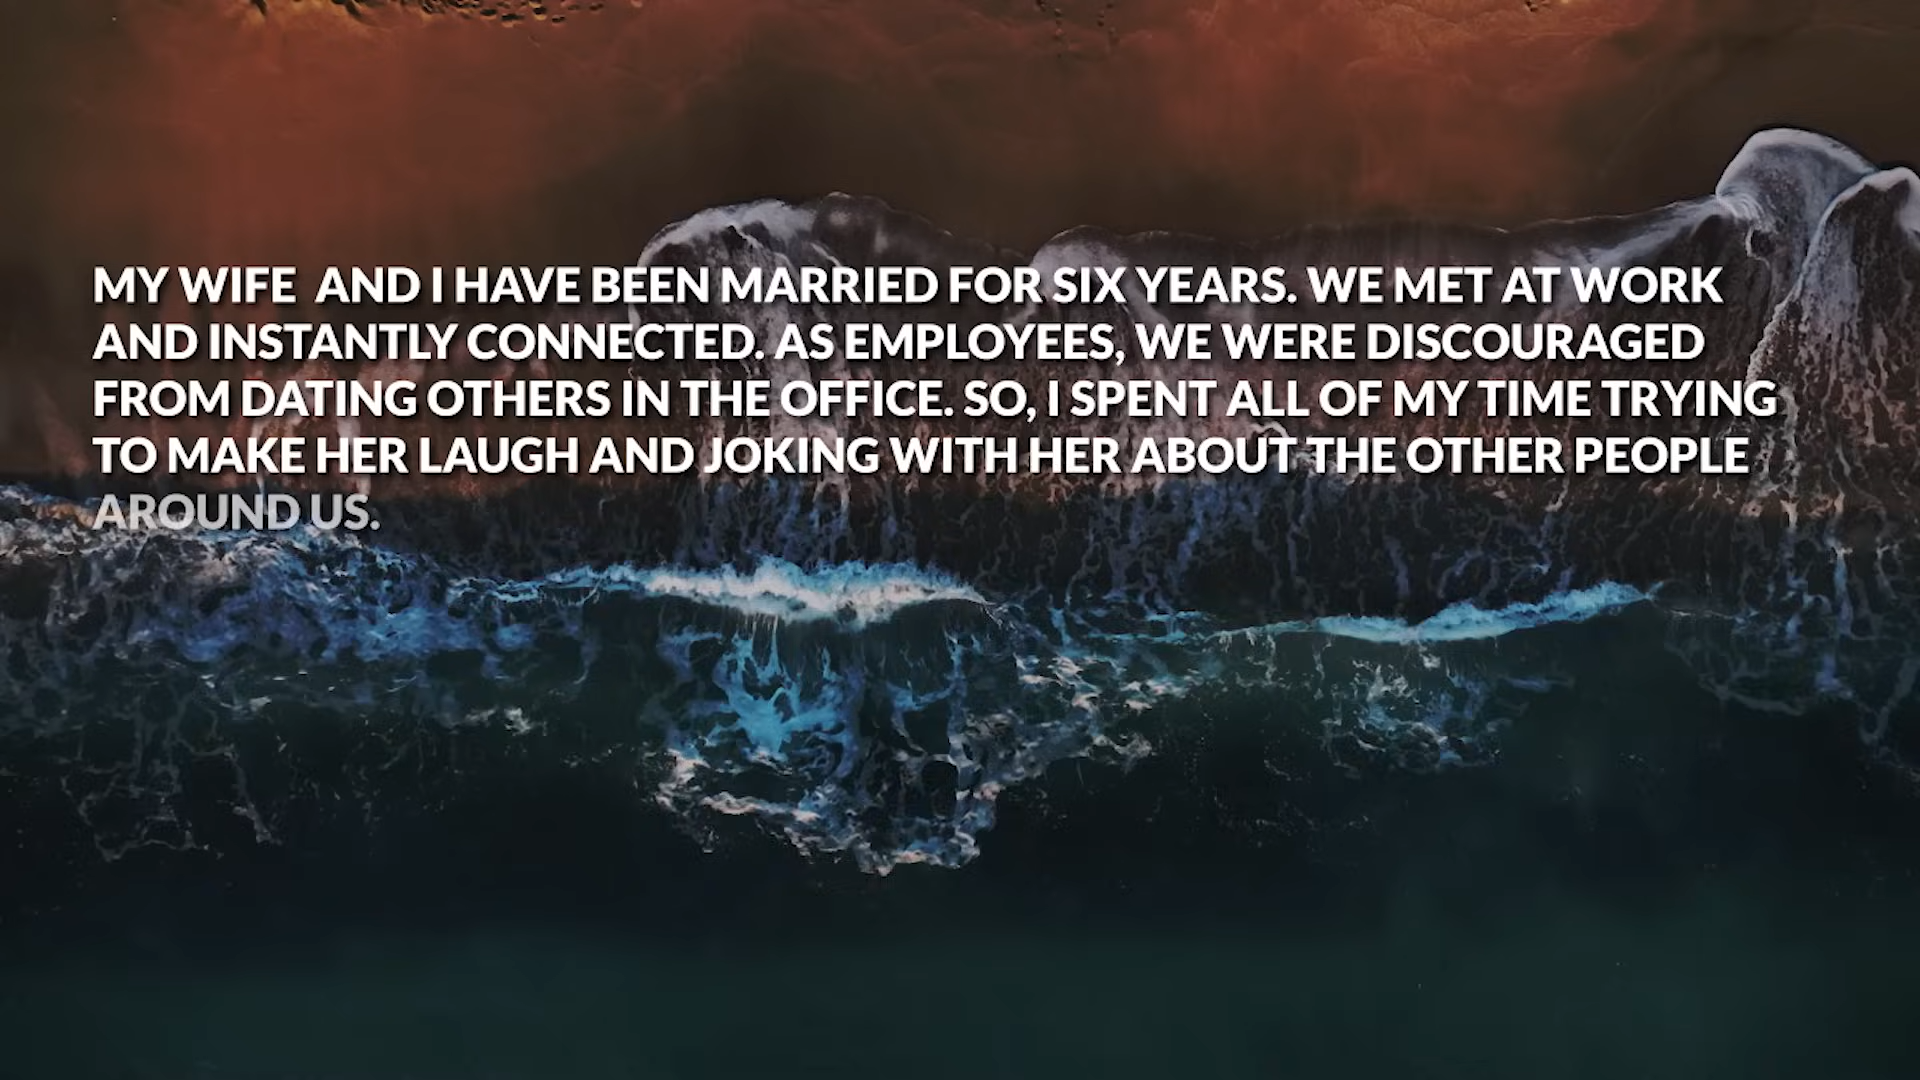 MY WIFE  AND I HAVE BEEN MARRIED FOR SIX YEARS. WE MET AT WORK
AND INSTANTLY CONNECTED. AS EMPLOYEES, WE WERE DISCOURAGED
FROM DATING OTHERS IN THE OFFICE. SO, I SPENT ALL OF MY TIME TRYING
TO MAKE HER LAUGH AND JOKING WITH HER ABOUT THE OTHER PEOPLE
AROUND US.